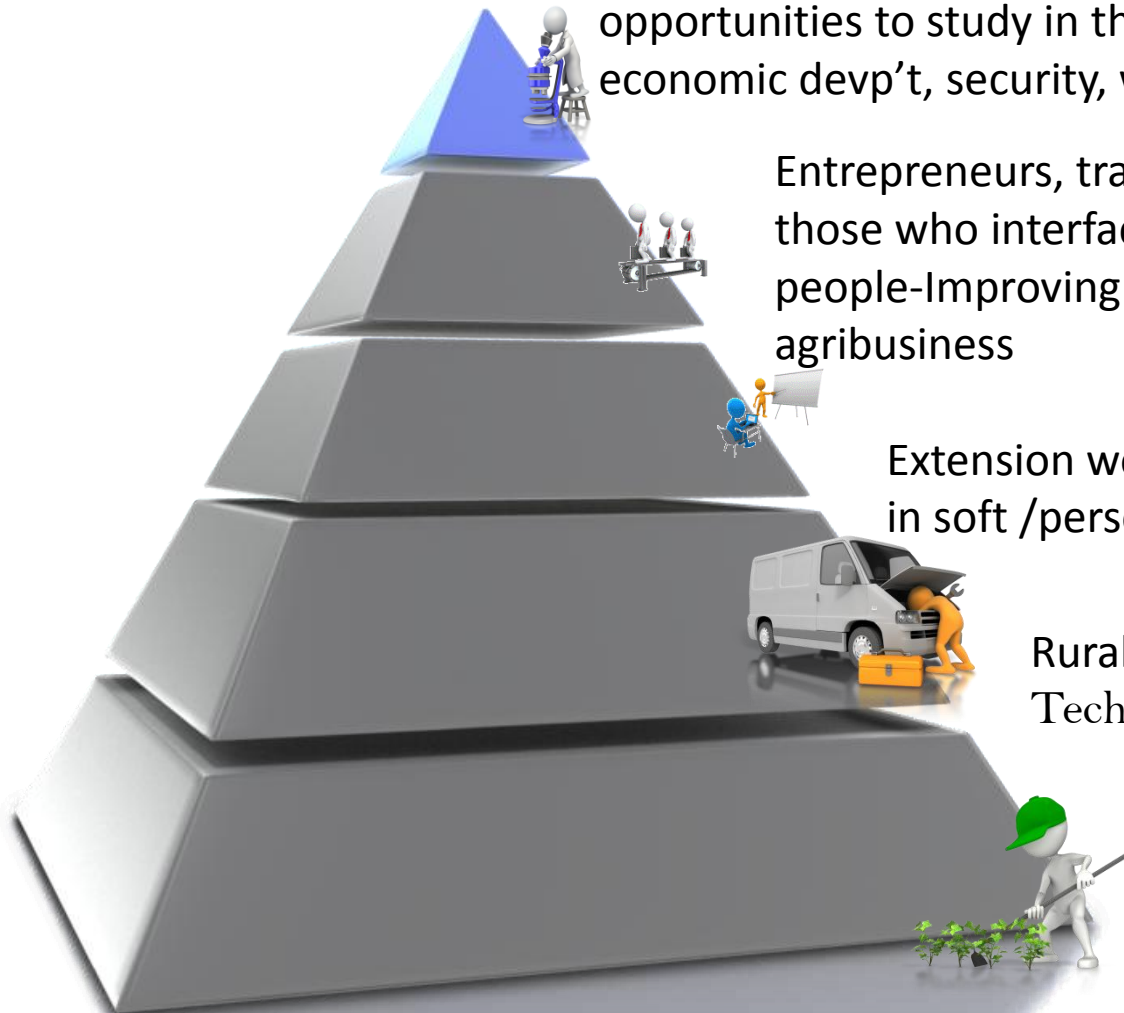 opportunities to study in th
economic devp’t, security, 
Entrepreneurs, tra
those who interfac
people-Improving
agribusiness
Extension w
in soft /perso
Rural
Tech